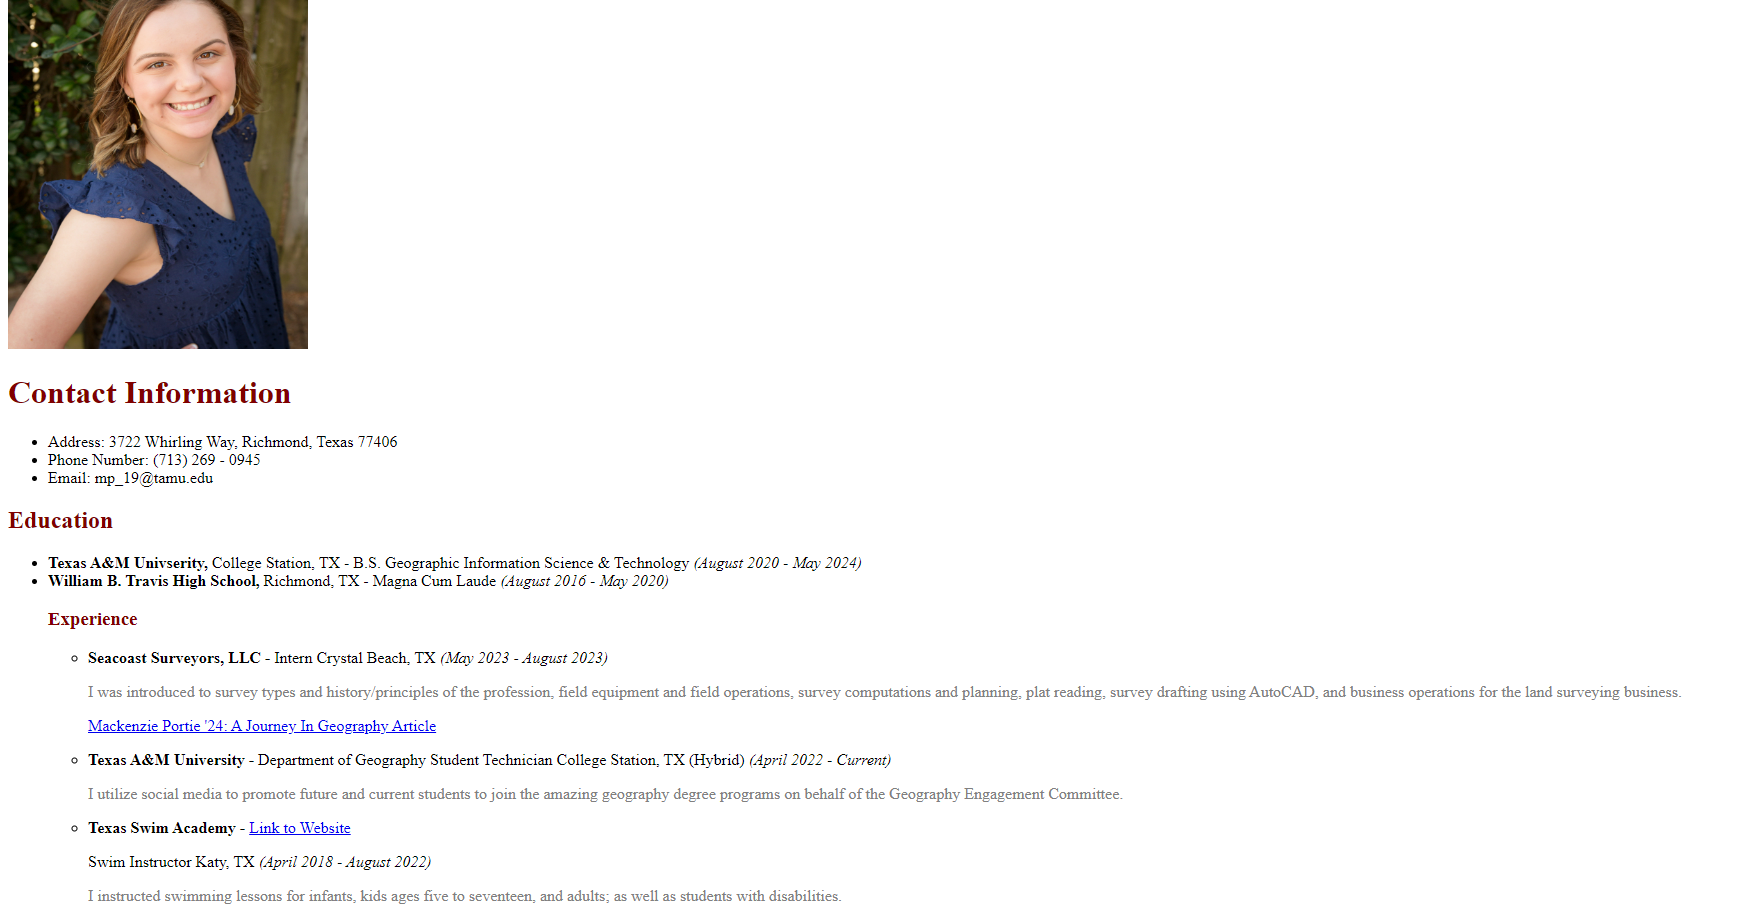 Contact Information
Address: 3722 Whirling Way, Richmond, Texas 77406
Phone Number: (713) 269 - 0945
Email: mp_19@tamu.edu
Education
Texas A&M Univserity, College Station, TX - B.S. Geographic Information Science & Technology (August 2020 - May 2024)
William B. Travis High School, Richmond, TX - Magna Cum Laude (August 2016 - May 2020)
Experience
Seacoast Surveyors, LLC - Intern Crystal Beach, TX (May 2023 - August 2023)
I was introduced to survey types and history/principles of the profession, field equipment and field operations, survey computations and planning, plat reading, survey drafting using AutoCAD, and business operations for the land surveying business.
Mackenzie Portie '24: A Journey In Geography Article
Texas A&M University - Department of Geography Student Technician College Station, TX (Hybrid) (April 2022 - Current)
I utilize social media to promote future and current students to join the amazing geography degree programs on behalf of the Geography Engagement Committee.
Texas Swim Academy - Link to Website
Swim Instructor Katy, TX (April 2018 - August 2022)
I instructed swimming lessons for infants, kids ages five to seventeen, and adults; as well as students with disabilities.